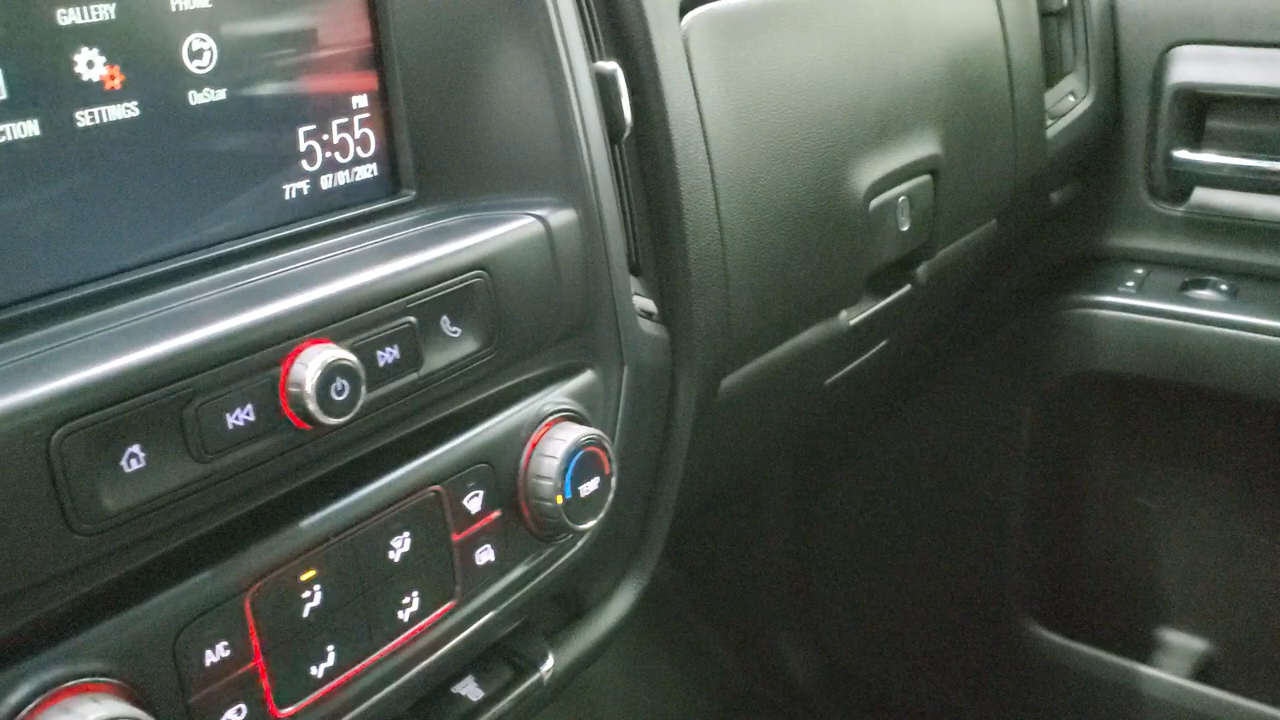 GALLERY
PHONE
CTION
SETTINGS
OnStar
PM
5:55
77°F 07/01/2021
TEMP
A/C